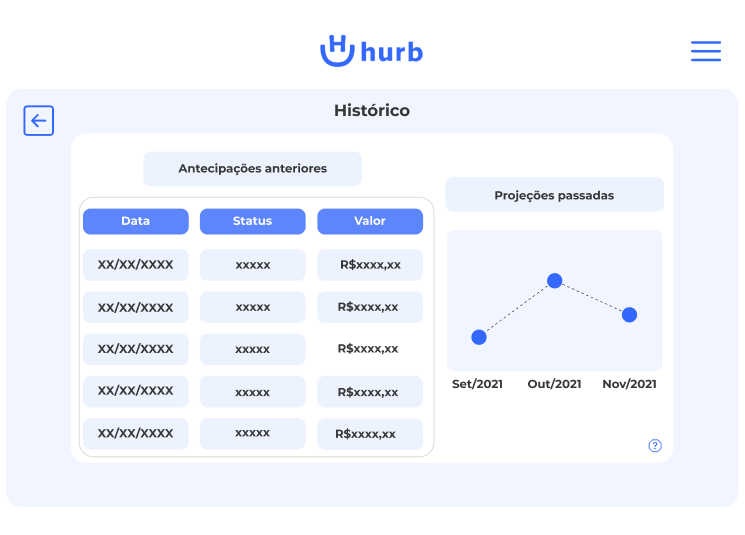 hurb
Histórico
Antecipações anteriores
Projeções passadas
Data Status Valor
XX/XX/XXXX xxxxx R$xxxx,xx
XX/XX/XXXX xxxxx R$xxxx,xx
XX/XX/XXXX xxxxx R$xxxx,xx
XX/XX/XXXX xxxxx R$xxxx,xx
XX/XX/XXXX xxxxx R$xxxx,xx
Set/2021 Out/2021 Nov/2021
?